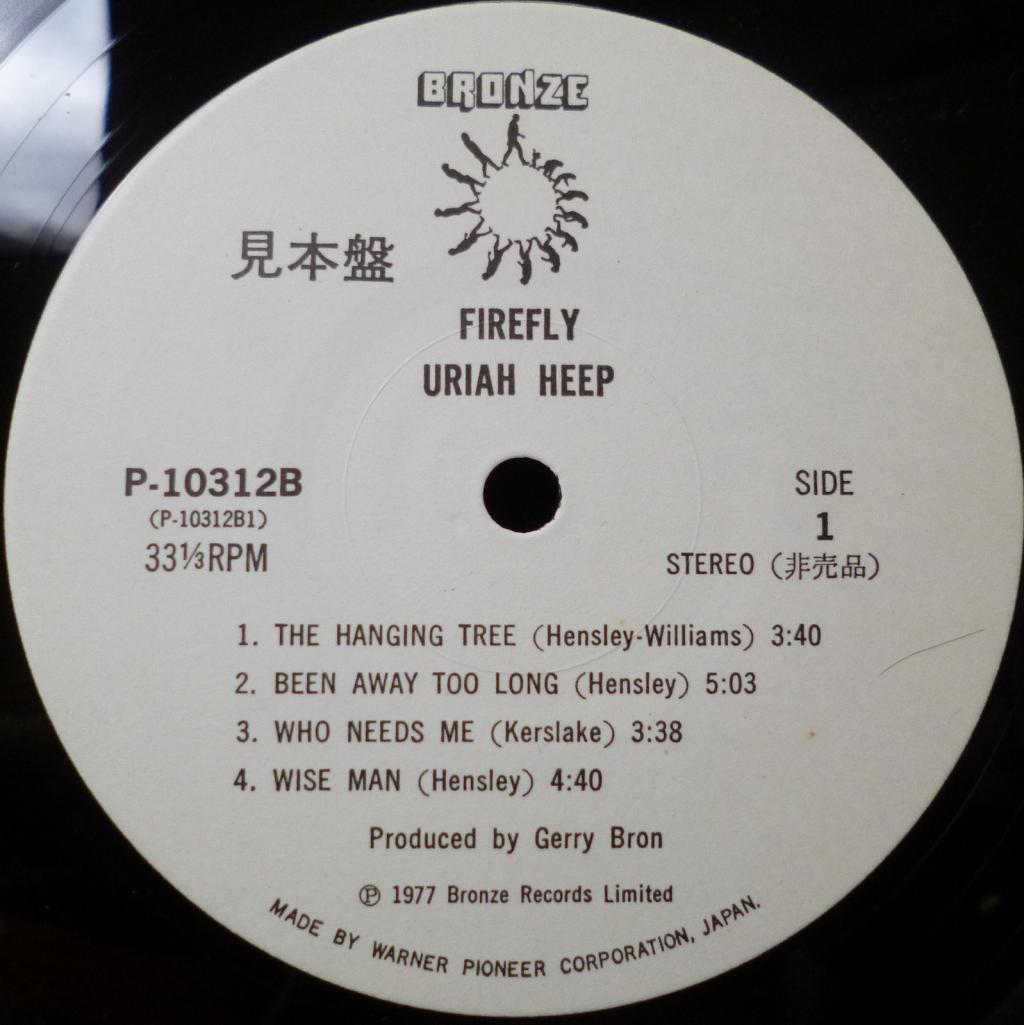 BRONZE
見本盤
FIREFLY
URIAH HEEP
P-10312B
(P-10312B1)
33⅓RPM
SIDE
1
STEREO (非売品)
1. THE HANGING TREE (Hensley-Williams) 3:40
2. BEEN AWAY TOO LONG (Hensley) 5:03
3. WHO NEEDS ME (Kerslake) 3:38
4. WISE MAN (Hensley) 4:40
Produced by Gerry Bron
℗ 1977 Bronze Records Limited
MADE BY WARNER PIONEER CORPORATION, JAPAN.